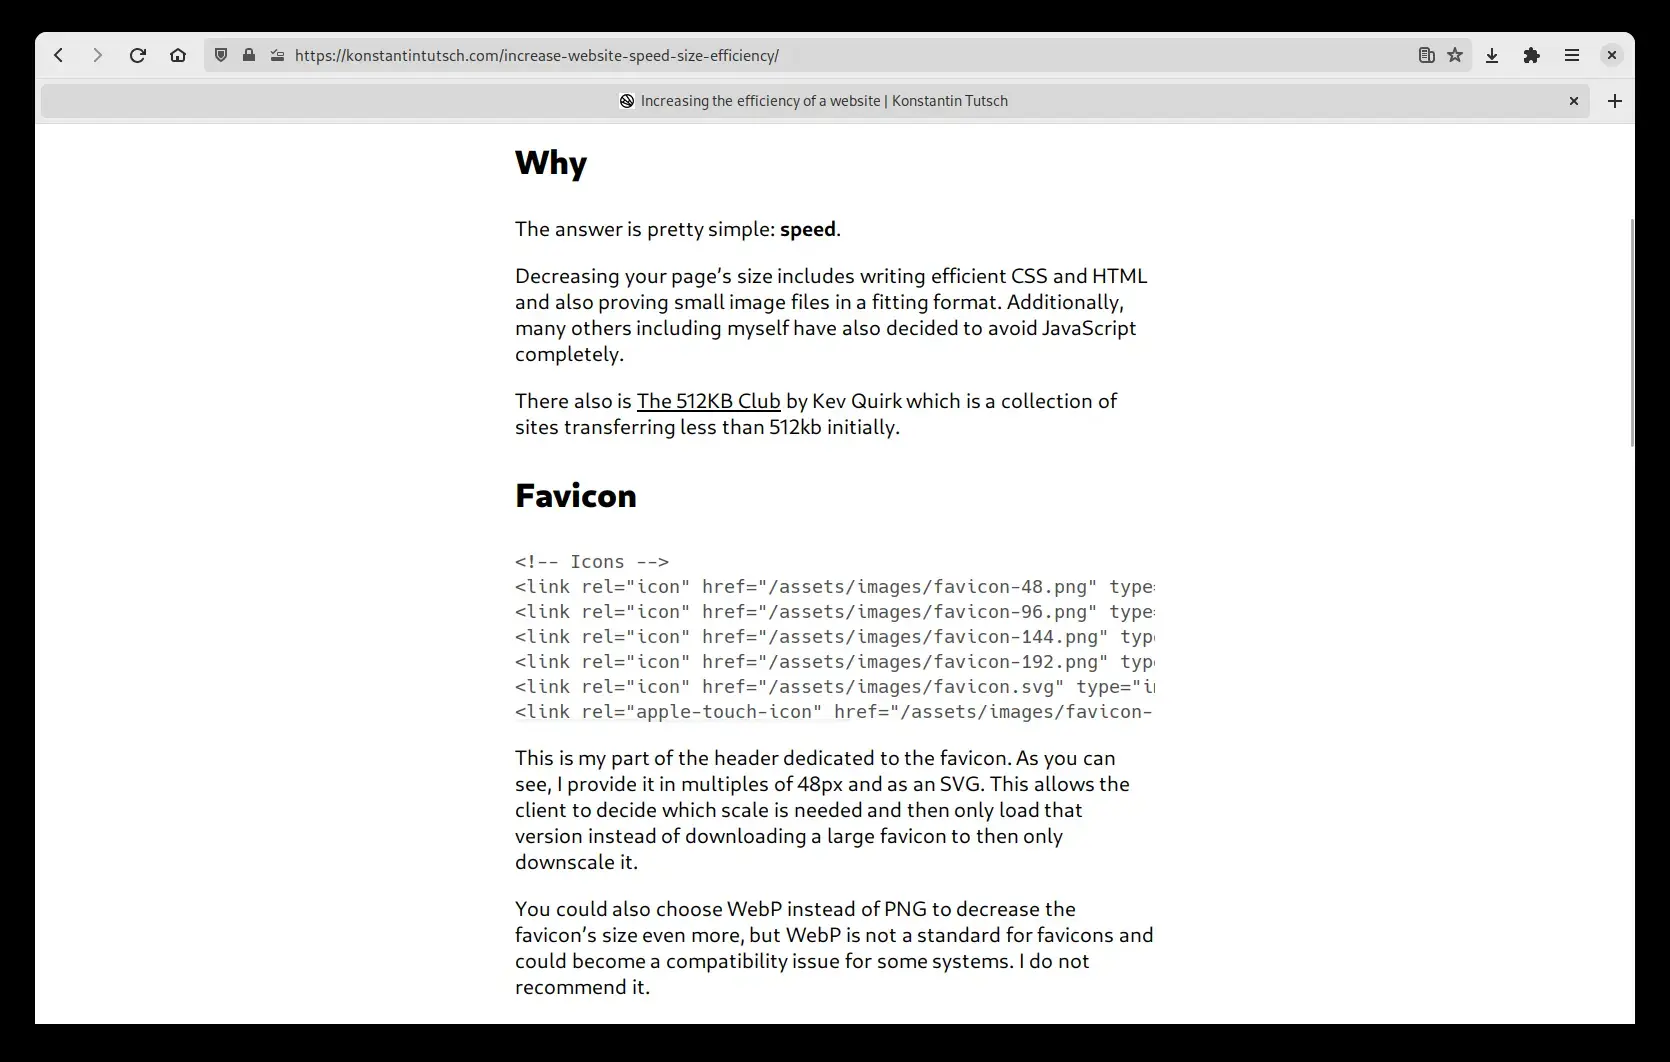 https://konstantintutsch.com/increase-website-speed-size-efficiency/
Increasing the efficiency of a website | Konstantin Tutsch
Why
The answer is pretty simple: speed.
Decreasing your page’s size includes writing efficient CSS and HTML
and also proving small image files in a fitting format. Additionally,
many others including myself have also decided to avoid JavaScript
completely.
There also is The 512KB Club by Kev Quirk which is a collection of
sites transferring less than 512kb initially.
Favicon
<!-- Icons -->
<link rel="icon" href="/assets/images/favicon-48.png" type=
<link rel="icon" href="/assets/images/favicon-96.png" type=
<link rel="icon" href="/assets/images/favicon-144.png" typ
<link rel="icon" href="/assets/images/favicon-192.png" typ
<link rel="icon" href="/assets/images/favicon.svg" type="i
<link rel="apple-touch-icon" href="/assets/images/favicon-
This is my part of the header dedicated to the favicon. As you can
see, I provide it in multiples of 48px and as an SVG. This allows the
client to decide which scale is needed and then only load that
version instead of downloading a large favicon to then only
downscale it.
You could also choose WebP instead of PNG to decrease the
favicon’s size even more, but WebP is not a standard for favicons and
could become a compatibility issue for some systems. I do not
recommend it.